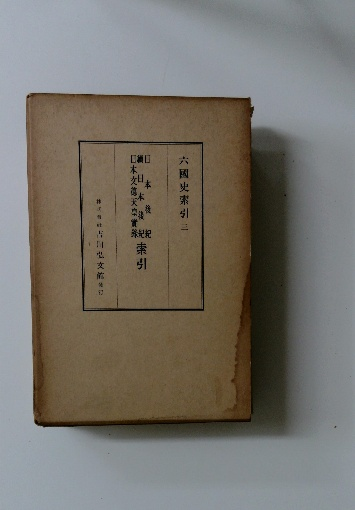 六國史索引 三
日本後紀
續日本後紀
日本文德天皇實錄
索引
株式會社 吉川弘文館 發行